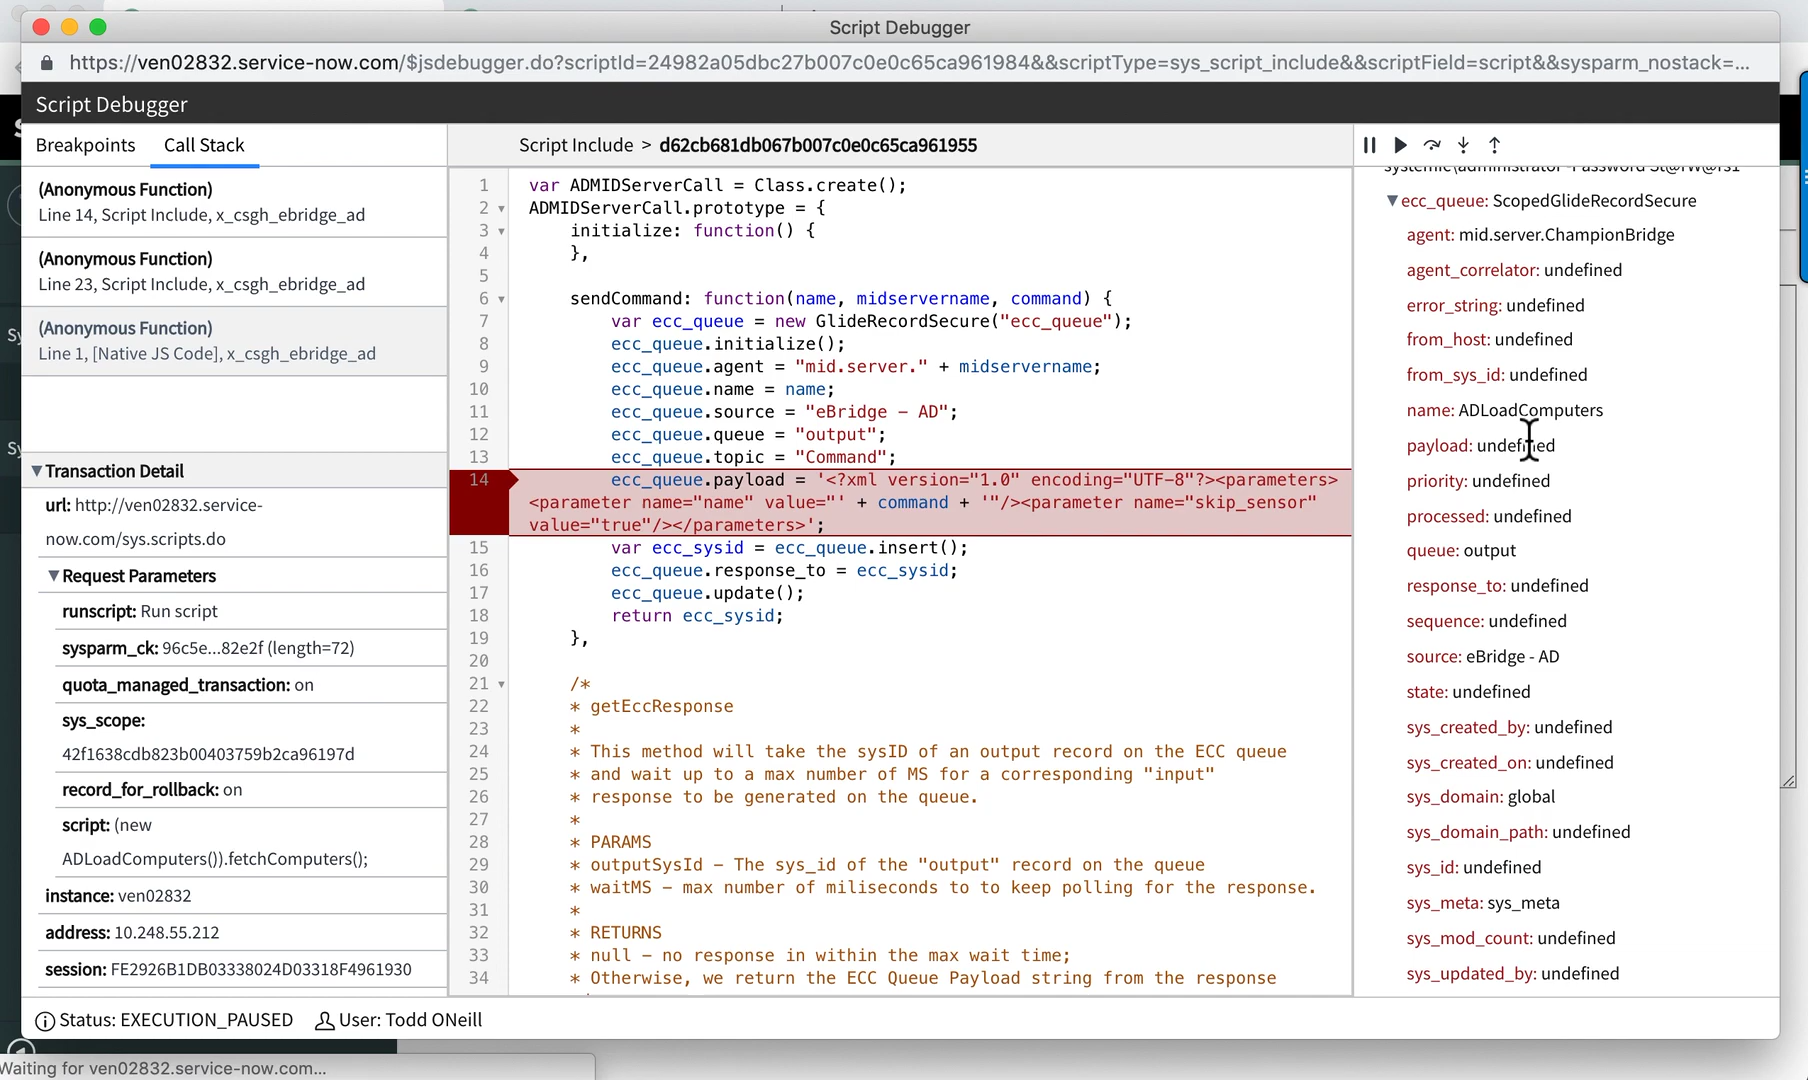 Script Debugger
https://ven02832.service-now.com/$jsdebugger.do?scriptId=24982a05dbc27b007c0e0c65ca961984&&scriptType=sys_script_include&&scriptField=script&&sysparm_nostack=...
Script Debugger
Breakpoints
Call Stack
(Anonymous Function)
Line 14, Script Include, x_csgh_ebridge_ad
(Anonymous Function)
Line 23, Script Include, x_csgh_ebridge_ad
(Anonymous Function)
Line 1, [Native JS Code], x_csgh_ebridge_ad
Transaction Detail
url: http://ven02832.service-
now.com/sys.scripts.do
Request Parameters
runscript: Run script
sysparm_ck: 96c5e...82e2f (length=72)
quota_managed_transaction: on
sys_scope:
42f1638cdb823b00403759b2ca96197d
record_for_rollback: on
script: (new
ADLoadComputers()).fetchComputers();
instance: ven02832
address: 10.248.55.212
session: FE2926B1DB03338024D03318F4961930
Script Include > d62cb681db067b007c0e0c65ca961955
1 var ADMIDServerCall = Class.create();
2 ADMIDServerCall.prototype = {
3 initialize: function() {
4 },
5
6 sendCommand: function(name, midservername, command) {
7 var ecc_queue = new GlideRecordSecure("ecc_queue");
8 ecc_queue.initialize();
9 ecc_queue.agent = "mid.server." + midservername;
10 ecc_queue.name = name;
11 ecc_queue.source = "eBridge - AD";
12 ecc_queue.queue = "output";
13 ecc_queue.topic = "Command";
14 ecc_queue.payload = '<?xml version="1.0" encoding="UTF-8"?><parameters>
<parameter name="name" value="' + command + '"/><parameter name="skip_sensor"
value="true"/></parameters>';
15 var ecc_sysid = ecc_queue.insert();
16 ecc_queue.response_to = ecc_sysid;
17 ecc_queue.update();
18 return ecc_sysid;
19 },
20
21 /*
22 * getEccResponse
23 *
24 * This method will take the sysID of an output record on the ECC queue
25 * and wait up to a max number of MS for a corresponding "input"
26 * response to be generated on the queue.
27 *
28 * PARAMS
29 * outputSysId - The sys_id of the "output" record on the queue
30 * waitMS - max number of miliseconds to to keep polling for the response.
31 *
32 * RETURNS
33 * null - no response in within the max wait time;
34 * Otherwise, we return the ECC Queue Payload string from the response
ecc_queue: ScopedGlideRecordSecure
agent: mid.server.ChampionBridge
agent_correlator: undefined
error_string: undefined
from_host: undefined
from_sys_id: undefined
name: ADLoadComputers
payload: undefined
priority: undefined
processed: undefined
queue: output
response_to: undefined
sequence: undefined
source: eBridge - AD
state: undefined
sys_created_by: undefined
sys_created_on: undefined
sys_domain: global
sys_domain_path: undefined
sys_id: undefined
sys_meta: sys_meta
sys_mod_count: undefined
sys_updated_by: undefined
Status: EXECUTION_PAUSED
User: Todd ONeill
Waiting for ven02832.service-now.com...